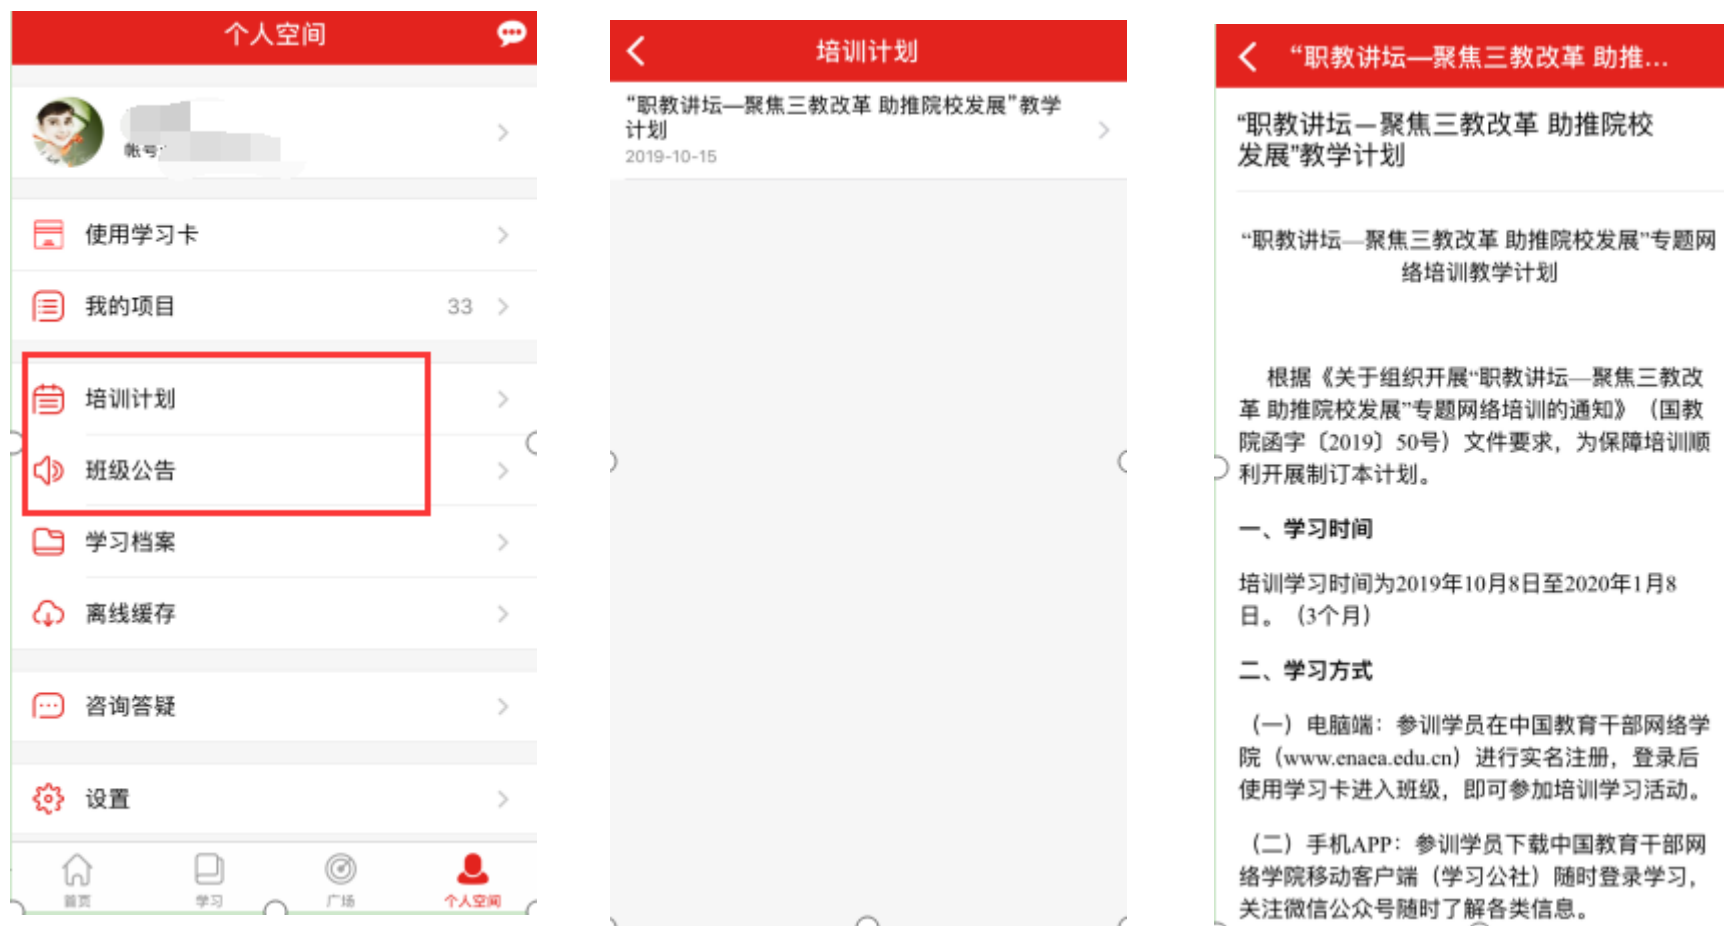 个人空间
帐号:
使用学习卡
我的项目
33
培训计划
班级公告
学习档案
离线缓存
咨询答疑
设置
首页
学习
广场
个人空间
培训计划
“职教讲坛—聚焦三教改革 助推院校发展”教学
计划
2019-10-15
“职教讲坛—聚焦三教改革 助推...
“职教讲坛—聚焦三教改革 助推院校
发展”教学计划
“职教讲坛—聚焦三教改革 助推院校发展”专题网
络培训教学计划
根据《关于组织开展“职教讲坛—聚焦三教改
革 助推院校发展”专题网络培训的通知》（国教
院函字〔2019〕50号）文件要求，为保障培训顺
利开展制订本计划。
一、学习时间
培训学习时间为2019年10月8日至2020年1月8
日。（3个月）
二、学习方式
（一）电脑端：参训学员在中国教育干部网络学
院（www.enaea.edu.cn）进行实名注册，登录后
使用学习卡进入班级，即可参加培训学习活动。
（二）手机APP：参训学员下载中国教育干部网
络学院移动客户端（学习公社）随时登录学习，
关注微信公众号随时了解各类信息。